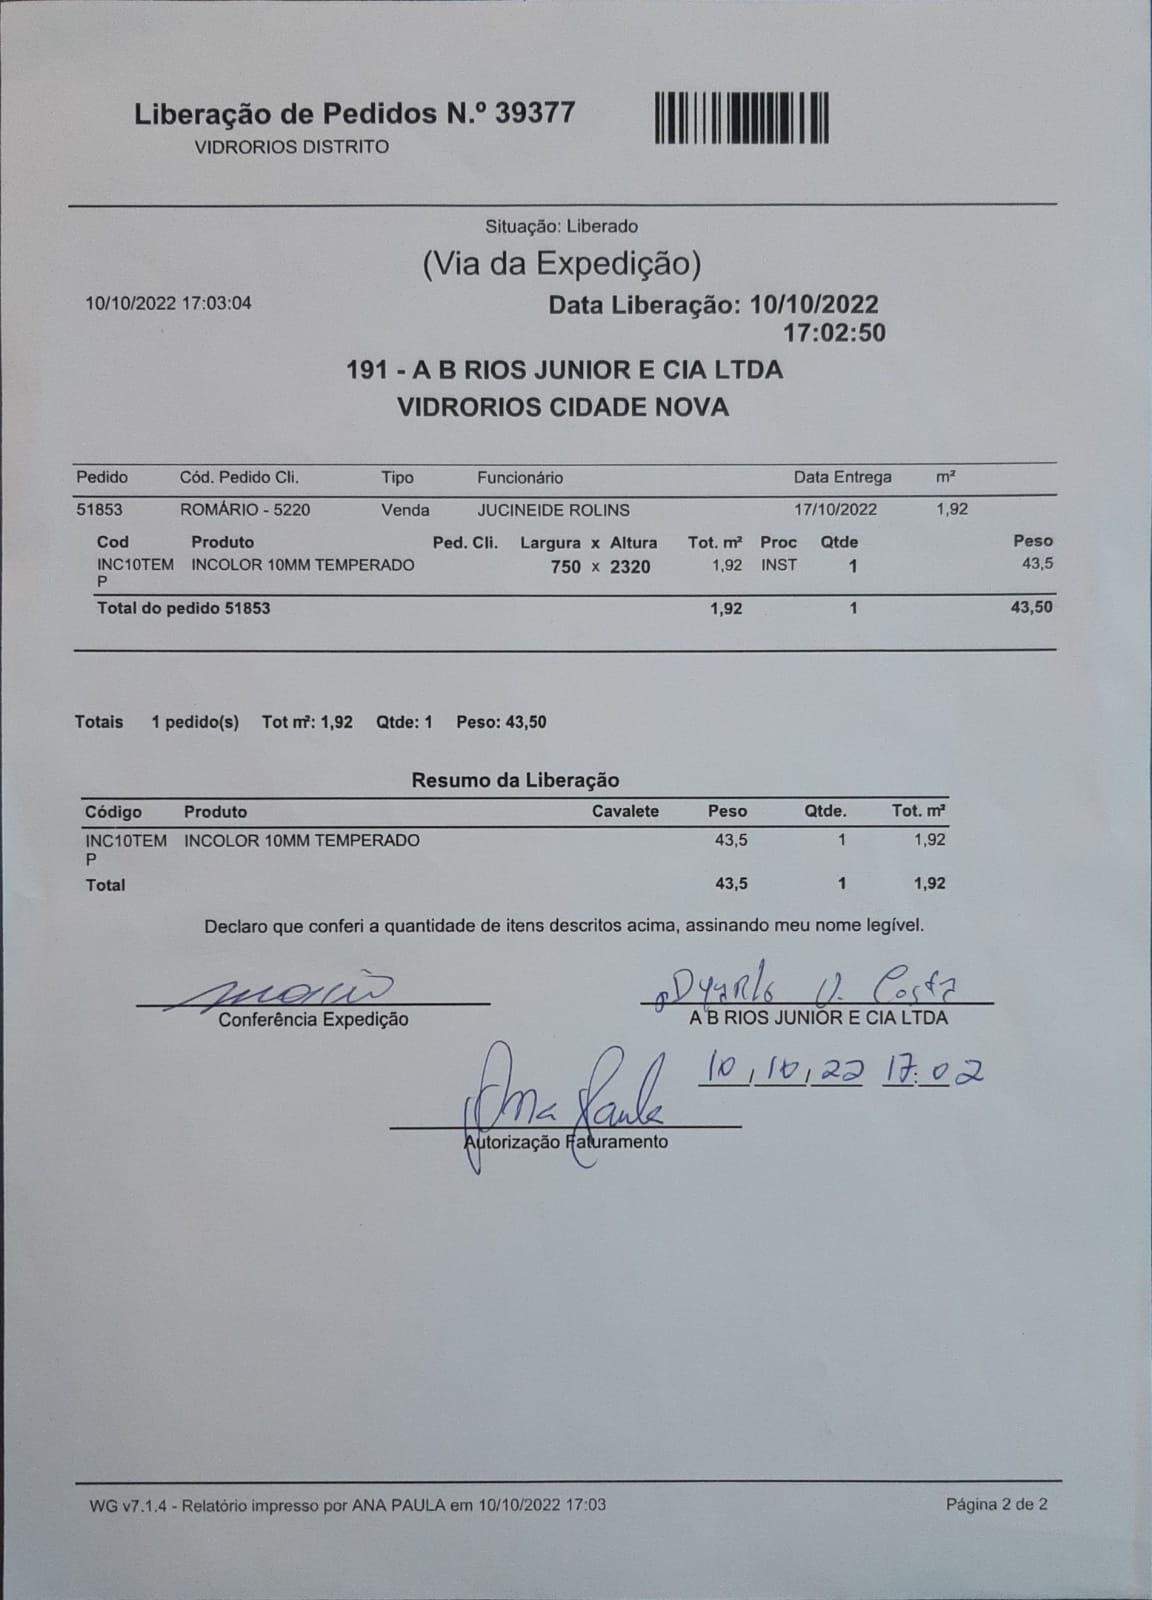 Liberação de Pedidos N.º 39377
VIDRORIOS DISTRITO
Situação: Liberado
(Via da Expedição)
10/10/2022 17:03:04 Data Liberação: 10/10/2022
17:02:50
191 - A B RIOS JUNIOR E CIA LTDA
VIDRORIOS CIDADE NOVA
Pedido Cód. Pedido Cli. Tipo Funcionário Data Entrega m²
51853 ROMÁRIO - 5220 Venda JUCINEIDE ROLINS 17/10/2022 1,92
Cod Produto Ped. Cli. Largura x Altura Tot. m² Proc Qtde Peso
INC10TEM INCOLOR 10MM TEMPERADO 750 x 2320 1,92 INST 1 43,5
P
Total do pedido 51853 1,92 1 43,50
Totais 1 pedido(s) Tot m²: 1,92 Qtde: 1 Peso: 43,50
Resumo da Liberação
Código Produto Cavalete Peso Qtde. Tot. m²
INC10TEM INCOLOR 10MM TEMPERADO 43,5 1 1,92
P
Total 43,5 1 1,92
Declaro que conferi a quantidade de itens descritos acima, assinando meu nome legível.
V. Costa
Conferência Expedição A B RIOS JUNIOR E CIA LTDA
10,10,22 17:02
Ana Paula
Autorização Faturamento
WG v7.1.4 - Relatório impresso por ANA PAULA em 10/10/2022 17:03 Página 2 de 2